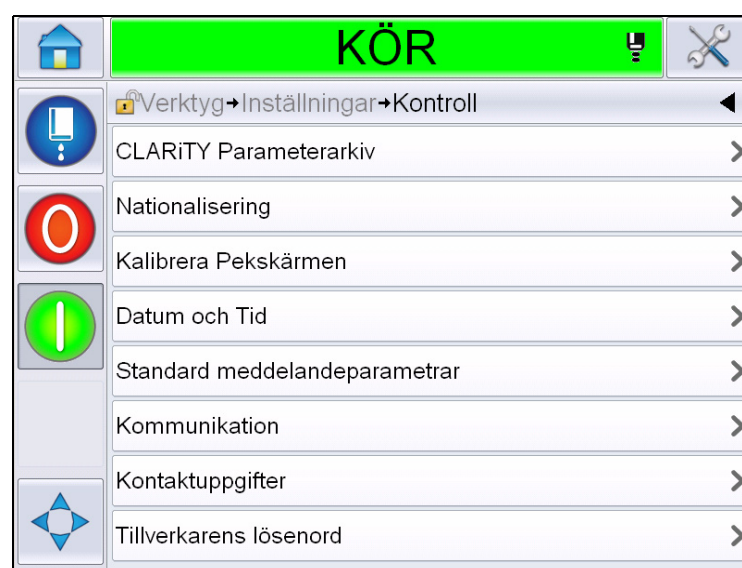 KÖR
Verktyg→Inställningar→Kontroll
CLARiTY Parameterarkiv
Nationalisering
Kalibrera Pekskärmen
Datum och Tid
Standard meddelandeparametrar
Kommunikation
Kontaktuppgifter
Tillverkarens lösenord